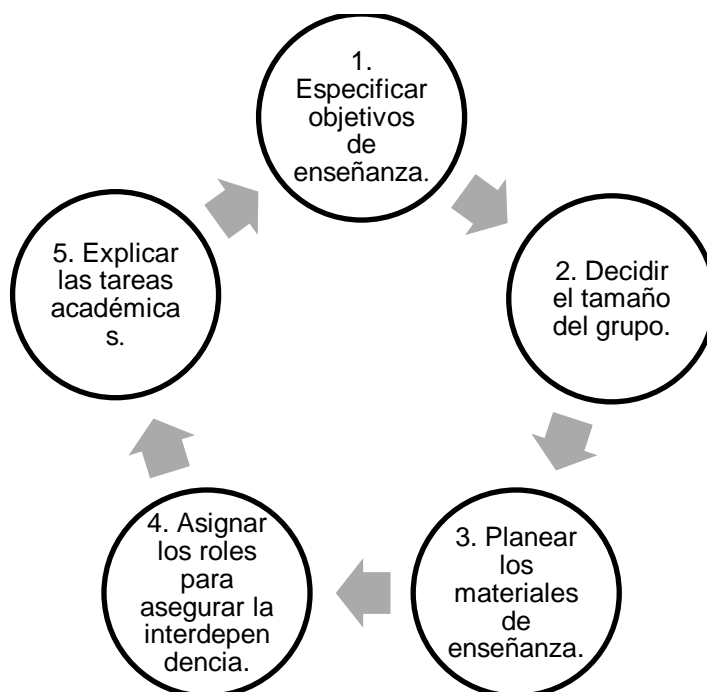 1.
Especificar
objetivos
de
enseñanza.
2. Decidir
el tamaño
del grupo.
3. Planear
los
materiales
de
enseñanza.
4. Asignar
los roles
para
asegurar la
interdepen
dencia.
5. Explicar
las tareas
académica
s.